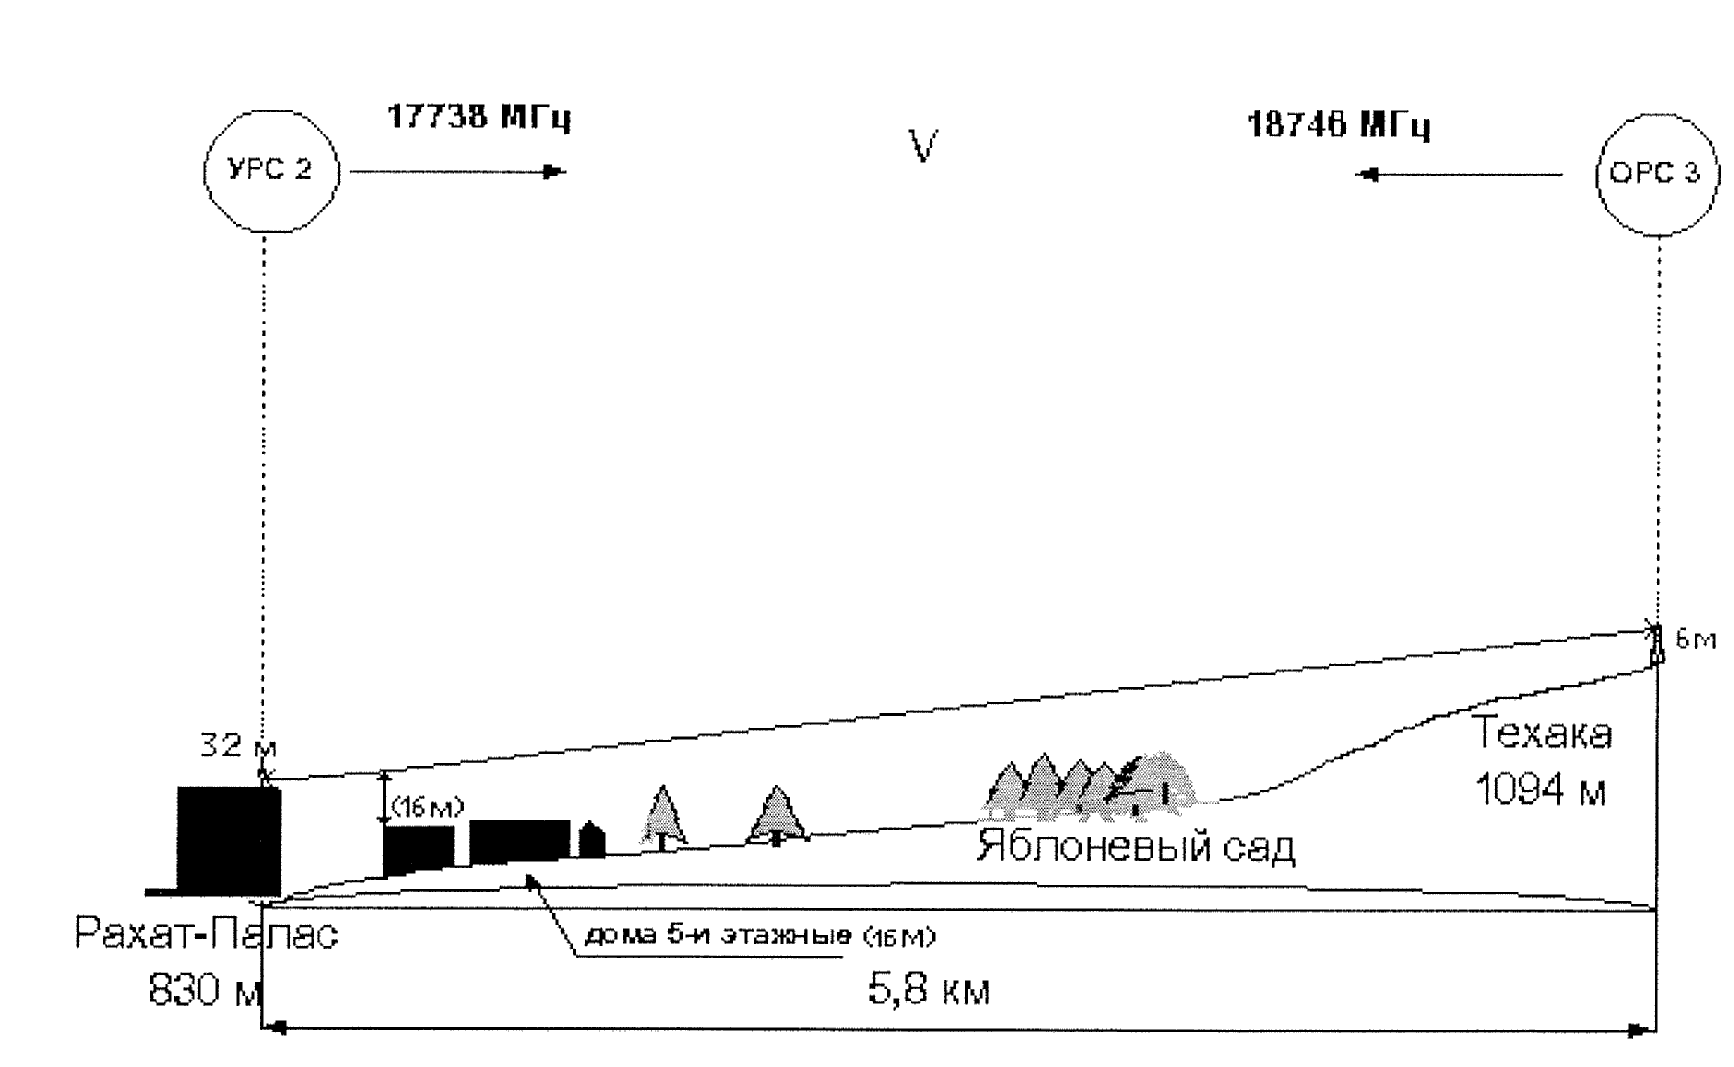 17738 МГц
V
18746 МГц
УРС 2
ОРС 3
6м
32 м
Техака
1094 м
(16м)
Яблоневый сад
Рахат-Палас
830 м
дома 5-и этажные (16м)
5,8 км